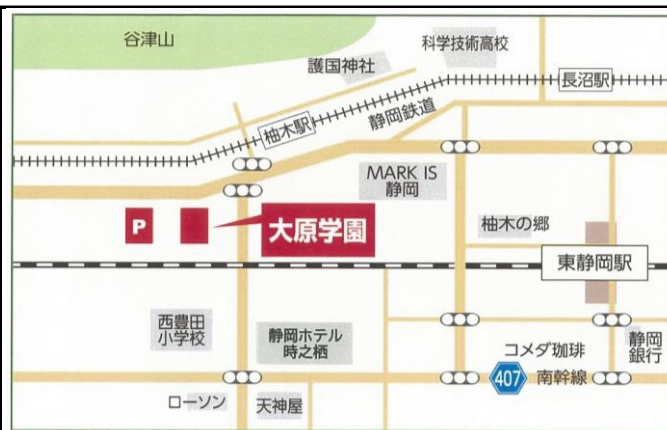 谷津山
科学技術高校
護国神社
長沼駅
静岡鉄道
柚木駅
MARK IS
静岡
P
大原学園
柚木の郷
東静岡駅
西豊田
小学校
静岡ホテル
時之栖
静岡
銀行
コメダ珈琲
407
南幹線
ローソン
天神屋